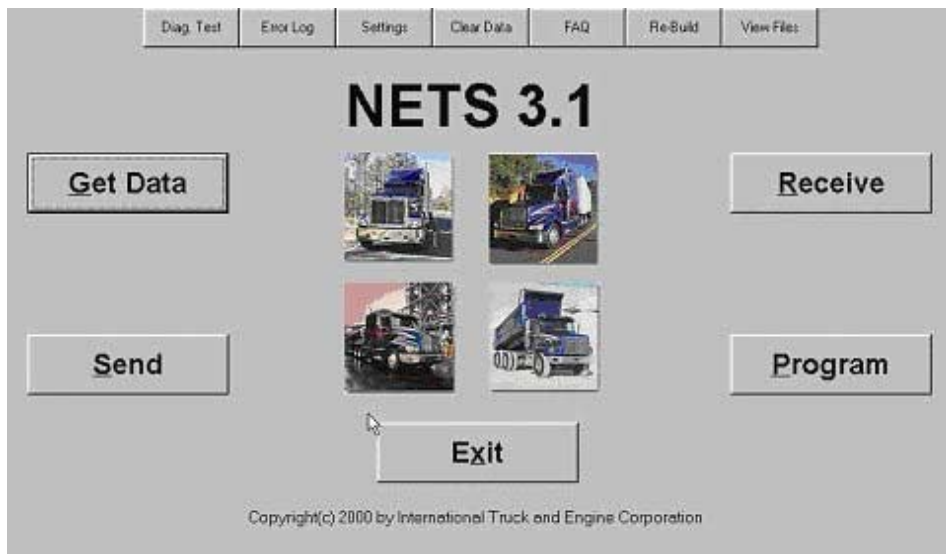 Diag. Test Error Log Settings Clear Data FAQ Re-Build View Files
NETS 3.1
Get Data
Receive
Send
Program
Exit
Copyright(c) 2000 by International Truck and Engine Corporation